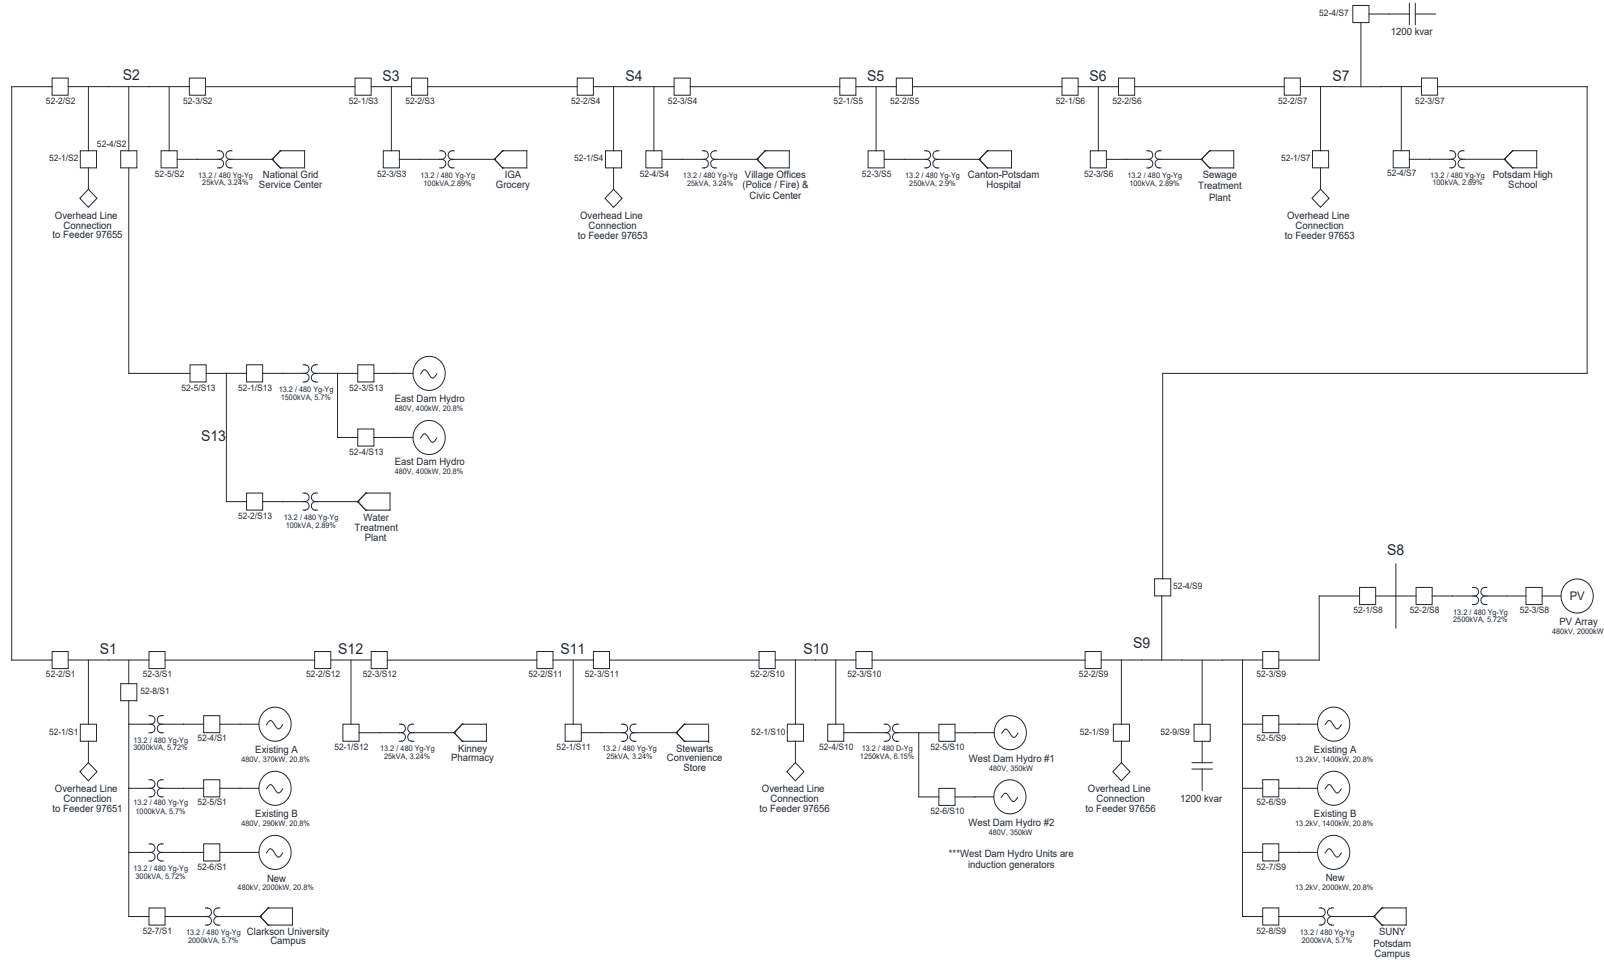 52-4/S7
1200 kvar
S2
S3
S4
S5
S6
S7
52-2/S2
52-3/S2
52-1/S3
52-2/S3
52-2/S4
52-3/S4
52-1/S5
52-2/S5
52-1/S6
52-2/S6
52-2/S7
52-3/S7
52-1/S2
52-4/S2
52-5/S2
13.2 / 480 Yg-Yg
25kVA, 3.24%
National Grid
Service Center
52-3/S3
13.2 / 480 Yg-Yg
100kVA,2.89%
IGA
Grocery
52-1/S4
52-4/S4
13.2 / 480 Yg-Yg
25kVA, 3.24%
Village Offices
(Police / Fire) &
Civic Center
52-3/S5
13.2 / 480 Yg-Yg
250kVA, 2.9%
Canton-Potsdam
Hospital
52-3/S6
13.2 / 480 Yg-Yg
100kVA, 2.89%
Sewage
Treatment
Plant
52-1/S7
52-4/S7
13.2 / 480 Yg-Yg
100kVA, 2.89%
Potsdam High
School
Overhead Line
Connection
to Feeder 97655
Overhead Line
Connection
to Feeder 97653
Overhead Line
Connection
to Feeder 97653
52-5/S13
52-1/S13
13.2 / 480 Yg-Yg
1500kVA, 5.7%
52-3/S13
East Dam Hydro
480V, 400kW, 20.8%
S13
52-4/S13
East Dam Hydro
480V, 400kW, 20.8%
52-2/S13
13.2 / 480 Yg-Yg
100kVA, 2.89%
Water
Treatment
Plant
S8
52-4/S9
52-1/S8
52-2/S8
13.2 / 480 Yg-Yg
2500kVA, 5.72%
52-3/S8
PV
PV Array
480kV, 2000kW
S1
S12
S11
S10
S9
52-2/S1
52-3/S1
52-2/S12
52-3/S12
52-2/S11
52-3/S11
52-2/S10
52-3/S10
52-2/S9
52-3/S9
52-8/S1
52-1/S1
13.2 / 480 Yg-Yg
3000kVA, 5.72%
52-4/S1
Existing A
480V, 370kW, 20.8%
52-1/S12
13.2 / 480 Yg-Yg
25kVA, 3.24%
Kinney
Pharmacy
52-1/S11
13.2 / 480 Yg-Yg
25kVA, 3.24%
Stewarts
Convenience
Store
52-1/S10
52-4/S10
13.2 / 480 D-Yg
1250kVA, 6.15%
52-5/S10
West Dam Hydro #1
480V, 350kW
52-1/S9
52-9/S9
52-5/S9
Existing A
13.2kV, 1400kW, 20.8%
Overhead Line
Connection
to Feeder 97651
13.2 / 480 Yg-Yg
1000kVA, 5.7%
52-5/S1
Existing B
480V, 290kW, 20.8%
Overhead Line
Connection
to Feeder 97656
52-6/S10
West Dam Hydro #2
480V, 350kW
Overhead Line
Connection
to Feeder 97656
1200 kvar
52-6/S9
Existing B
13.2kV, 1400kW, 20.8%
13.2 / 480 Yg-Yg
300kVA, 5.72%
52-6/S1
New
480kV, 2000kW, 20.8%
***West Dam Hydro Units are
induction generators
52-7/S9
New
13.2kV, 2000kW, 20.8%
52-7/S1
13.2 / 480 Yg-Yg
2000kVA, 5.7%
Clarkson University
Campus
52-8/S9
13.2 / 480 Yg-Yg
2000kVA, 5.7%
SUNY
Potsdam
Campus